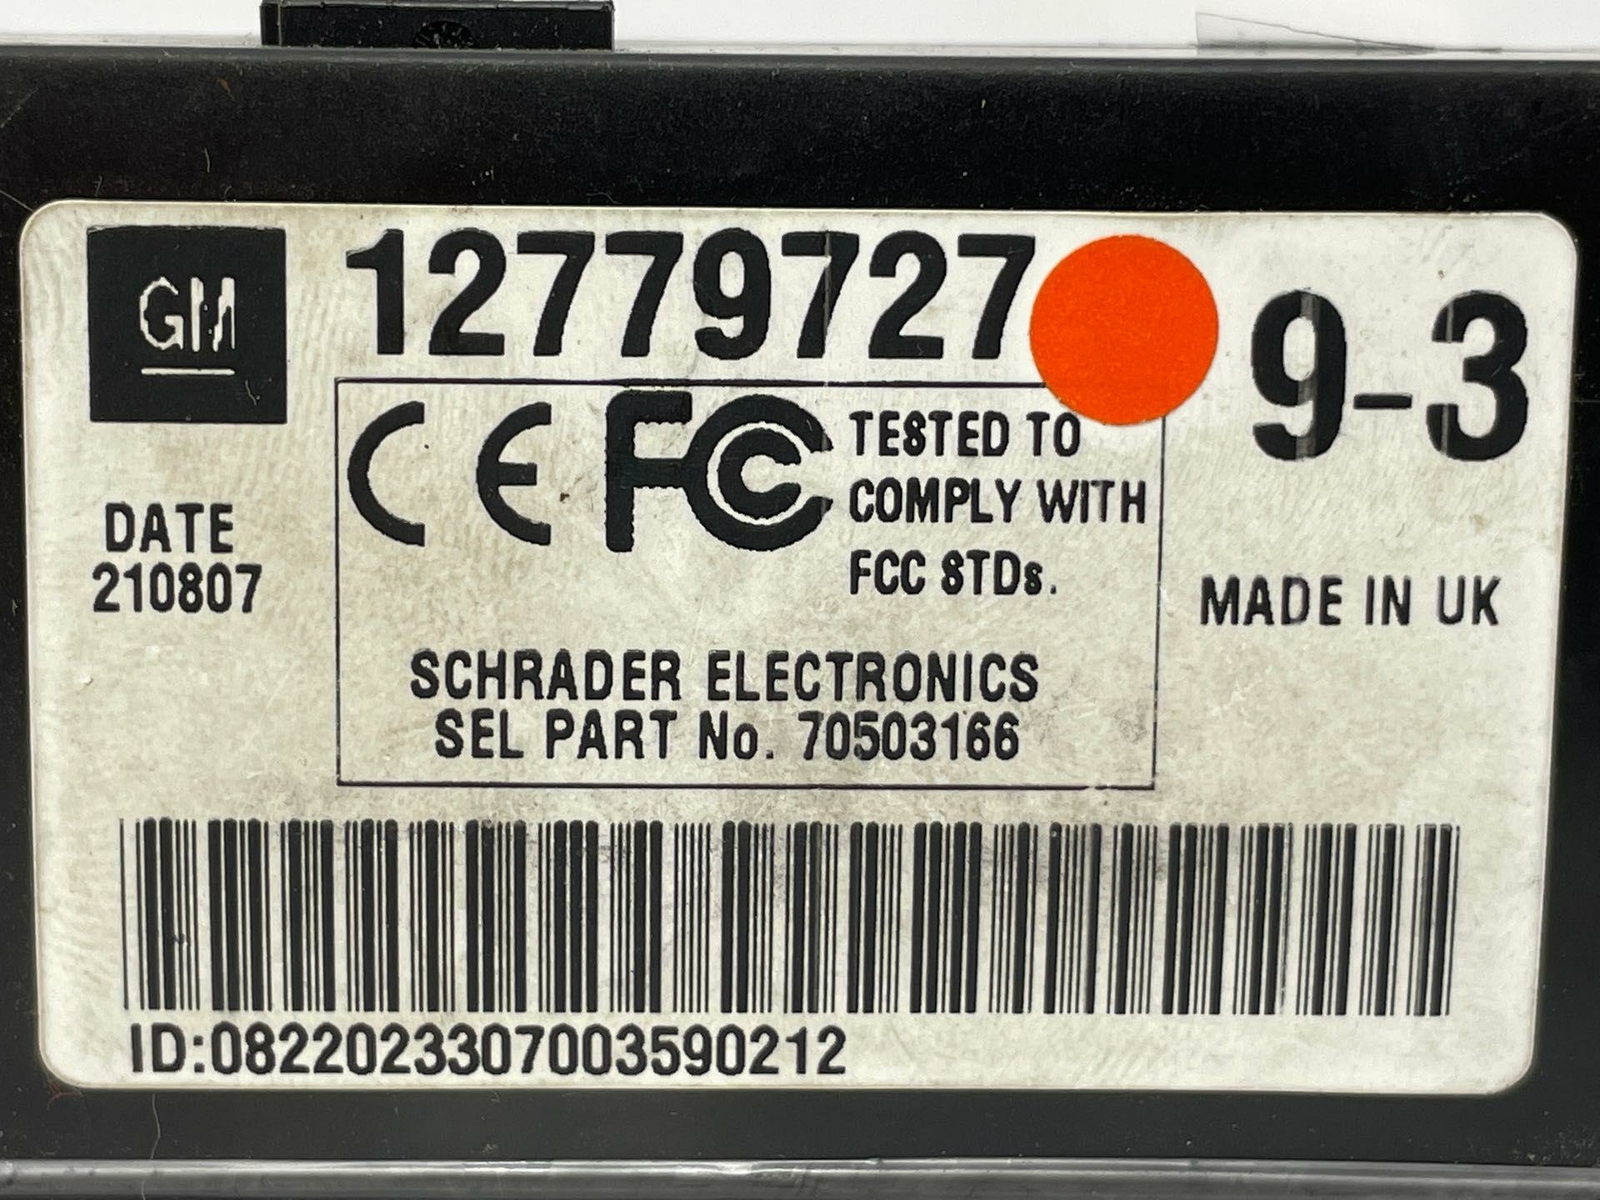 GM
12779727
9-3
CE FC TESTED TO
COMPLY WITH
FCC STDs.
DATE
210807
MADE IN UK
SCHRADER ELECTRONICS
SEL PART No. 70503166
ID:0822023307003590212